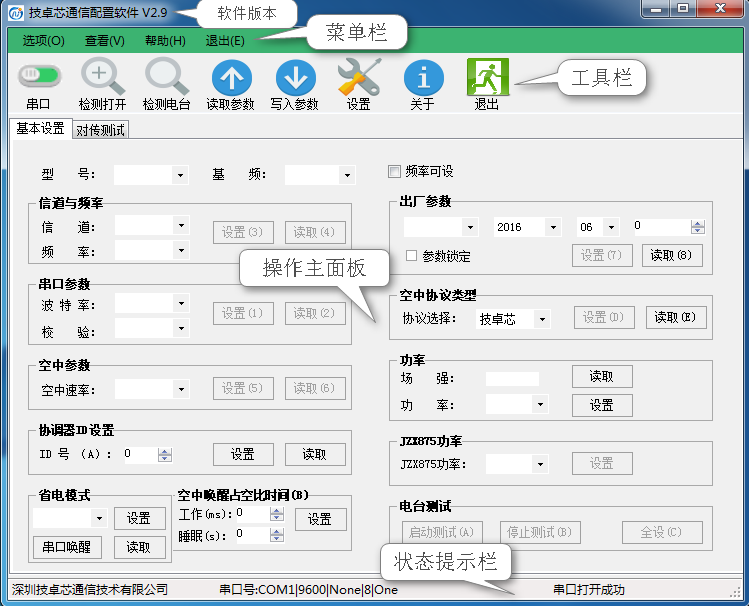 技卓芯通信配置软件 V2.9
软件版本
选项(O) 查看(V) 帮助(H) 退出(E)
菜单栏
串口 检测打开 检测电台 读取参数 写入参数 设置 关于 退出
工具栏
基本设置 对传测试
型 号: 基 频: 频率可设
信道与频率
信 道: 设置(3) 读取(4)
频 率:
出厂参数
2016 06 0
参数锁定 设置(7) 读取(8)
操作主面板
串口参数
波 特 率: 设置(1) 读取(2)
校 验:
空中协议类型
协议选择: 技卓芯 设置(D) 读取(E)
空中参数
空中速率: 设置(5) 读取(6)
功率
场 强: 读取
功 率: 设置
协调器ID设置
ID 号 (A): 0 设置 读取
JZX875功率
JZX875功率: 设置
省电模式
设置
串口唤醒 读取
空中唤醒占空比时间(B)
工作(ms): 0 设置
睡眠(s): 0
电台测试
启动测试(A) 停止测试(B) 全设(C)
状态提示栏
深圳技卓芯通信技术有限公司 串口号:COM1|9600|None|8|One 串口打开成功